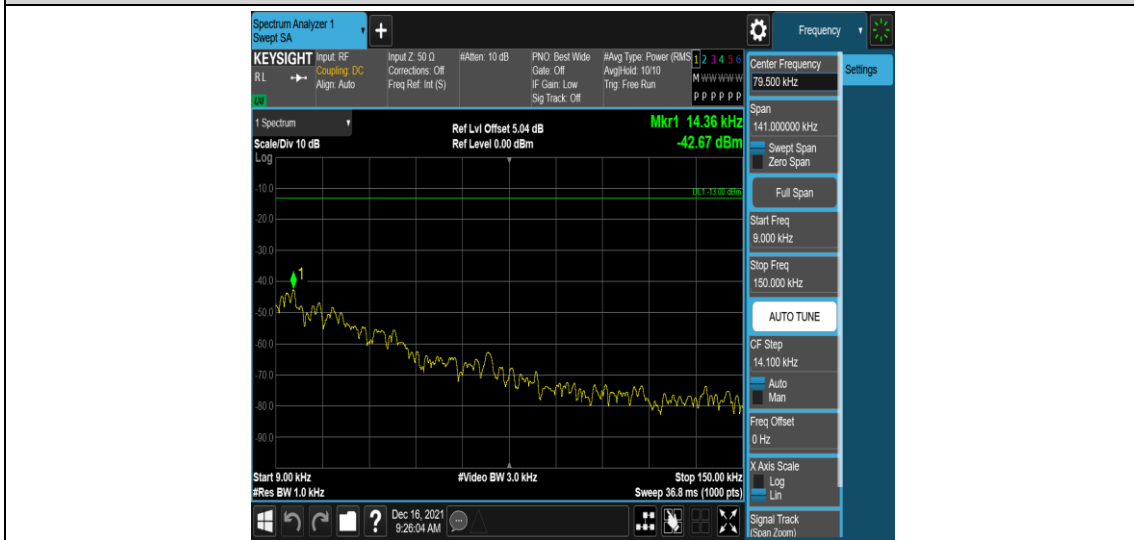 Spectrum Analyzer 1
Swept SA
+
Frequency
KEYSIGHT
RL
LXI
Input: RF
Coupling: DC
Align: Auto
Input Z: 50 Ω
Corrections: Off
Freq Ref: Int (S)
#Atten: 10 dB
PNO: Best Wide
Gate: Off
IF Gain: Low
Sig Track: Off
#Avg Type: Power (RMS
Avg|Hold: 10/10
Trig: Free Run
1 2 3 4 5 6
M W W W W W
P P P P P P
1 Spectrum
Scale/Div 10 dB
Log
Ref Lvl Offset 5.04 dB
Ref Level 0.00 dBm
Mkr1 14.36 kHz
-42.67 dBm
DL1 -13.00 dBm
1
-10.0
-20.0
-30.0
-40.0
-50.0
-60.0
-70.0
-80.0
-90.0
Start 9.00 kHz
#Res BW 1.0 kHz
#Video BW 3.0 kHz
Stop 150.00 kHz
Sweep 36.8 ms (1000 pts)
?
Dec 16, 2021
9:26:04 AM
Center Frequency
79.500 kHz
Span
141.000000 kHz
Swept Span
Zero Span
Full Span
Start Freq
9.000 kHz
Stop Freq
150.000 kHz
AUTO TUNE
CF Step
14.100 kHz
Auto
Man
Freq Offset
0 Hz
X Axis Scale
Log
Lin
Signal Track
(Span Zoom)
Settings